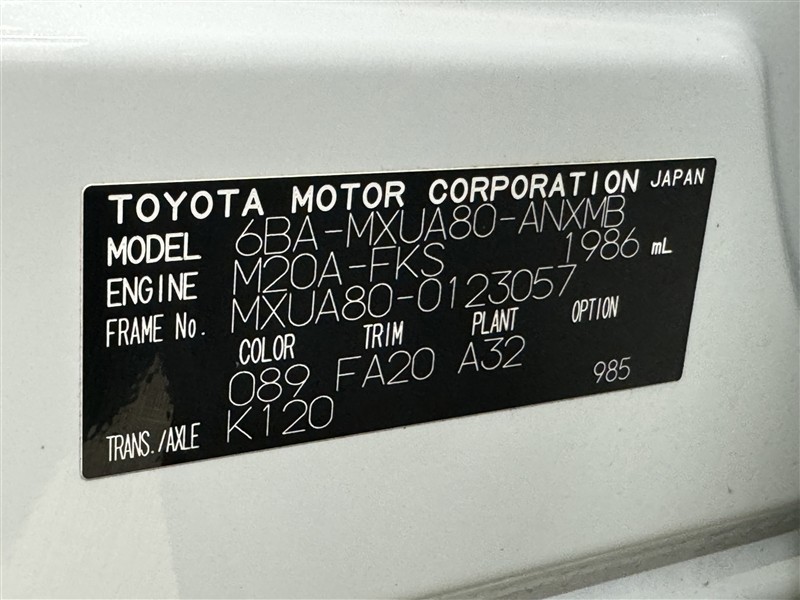 TOYOTA MOTOR CORPORATION JAPAN
MODEL 6BA-MXUA80-ANXMB
ENGINE M20A-FKS 1986 mL
FRAME No. MXUA80-0123057
COLOR TRIM PLANT OPTION
089 FA20 A32 985
TRANS./AXLE K120